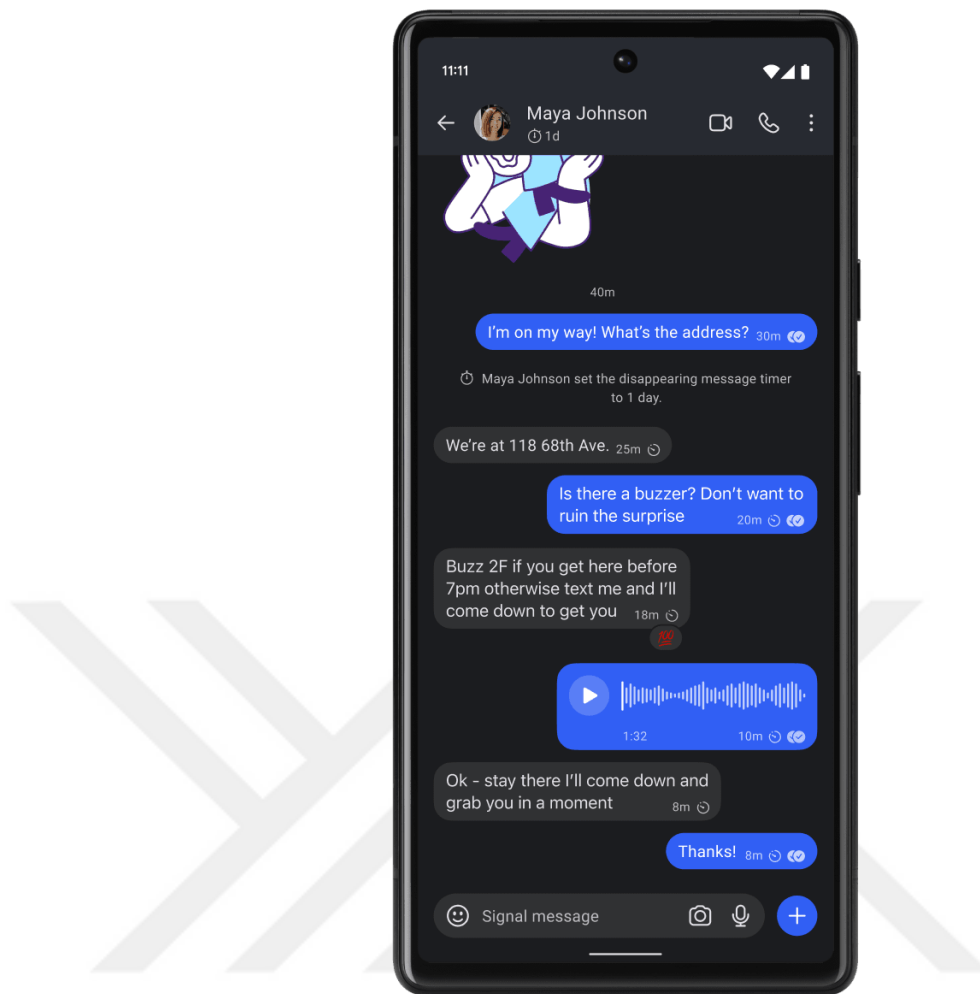 11:11
Maya Johnson
1d
40m
I'm on my way! What's the address? 30m
Maya Johnson set the disappearing message timer
to 1 day.
We're at 118 68th Ave. 25m
Is there a buzzer? Don't want to
ruin the surprise 20m
Buzz 2F if you get here before
7pm otherwise text me and I'll
come down to get you 18m
💯
1:32 10m
Ok - stay there I'll come down and
grab you in a moment 8m
Thanks! 8m
Signal message